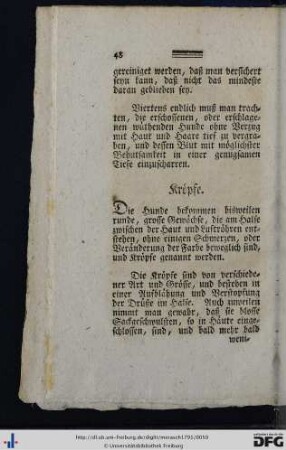 48
gereiniget werden, daß man versichert
seyn kann, daß nicht das mindeste
daran geblieben sey.
Viertens endlich muß man trach-
ten, die erschossenen, oder erschlage-
nen wüthenden Hunde ohne Verzug
mit Haut und Haare tief zu vergra-
ben, und dessen Blut mit möglichster
Behutsamkeit in einer genugsamen
Tiefe einzuscharren.
Kröpfe.
Die Hunde bekommen bisweilen
runde, grosse Gewächse, die am Halse
zwischen der Haut und Luftröhren ent-
stehen, ohne einigen Schmerzen, oder
Veränderung der Farbe beweglich sind,
und Kröpfe genannt werden.
Die Kröpfe sind von verschiede-
ner Art und Grösse, und bestehen in
einer Aufblähung und Verstopfung
der Drüße im Halse. Auch zuweilen
nimmt man gewahr, daß sie blosse
Sackgeschwulsten, so in Häute einge-
schlossen, sind, und bald mehr bald
weni-
http://dl.ub.uni-freiburg.de/diglit/menasch1791/0050
© Universitätsbibliothek Freiburg
DFG